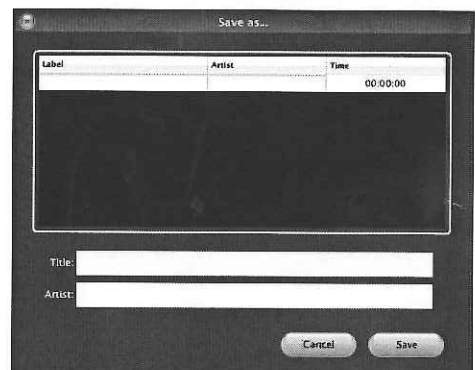 Save as...
Label Artist Time
00:00:00
Title:
Artist:
Cancel Save